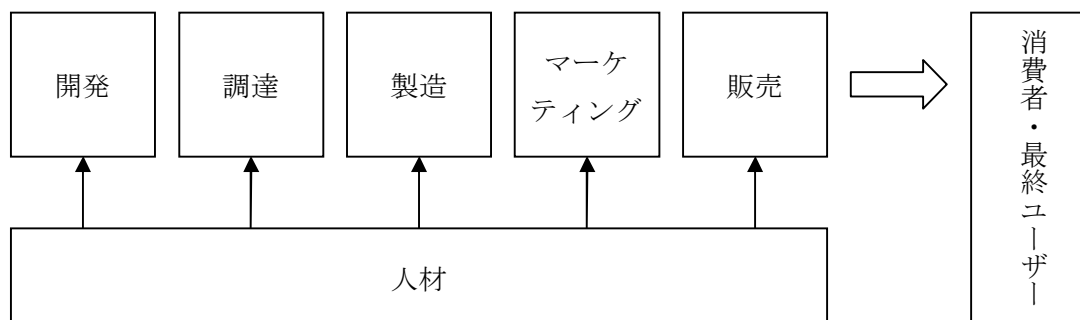 開発
調達
製造
マーケ
ティング
販売
人材
消費者・最終ユーザー